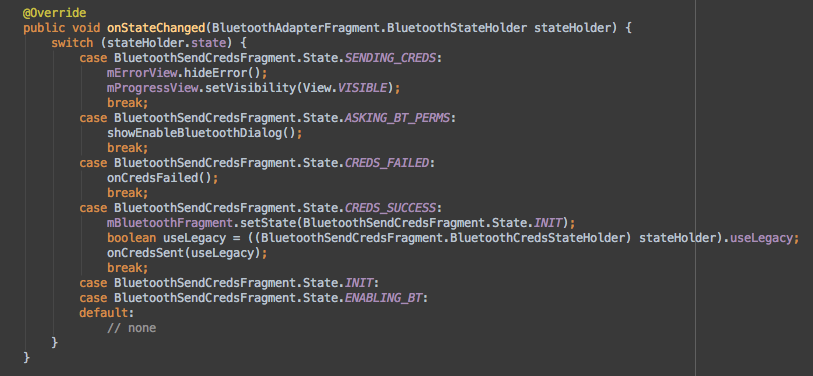 @Override
public void onStateChanged(BluetoothAdapterFragment.BluetoothStateHolder stateHolder) {
    switch (stateHolder.state) {
        case BluetoothSendCredsFragment.State.SENDING_CREDS:
            mErrorView.hideError();
            mProgressView.setVisibility(View.VISIBLE);
            break;
        case BluetoothSendCredsFragment.State.ASKING_BT_PERMS:
            showEnableBluetoothDialog();
            break;
        case BluetoothSendCredsFragment.State.CREDS_FAILED:
            onCredsFailed();
            break;
        case BluetoothSendCredsFragment.State.CREDS_SUCCESS:
            mBluetoothFragment.setState(BluetoothSendCredsFragment.State.INIT);
            boolean useLegacy = ((BluetoothSendCredsFragment.BluetoothCredsStateHolder) stateHolder).useLegacy;
            onCredsSent(useLegacy);
            break;
        case BluetoothSendCredsFragment.State.INIT:
        case BluetoothSendCredsFragment.State.ENABLING_BT:
        default:
            // none
    }
}